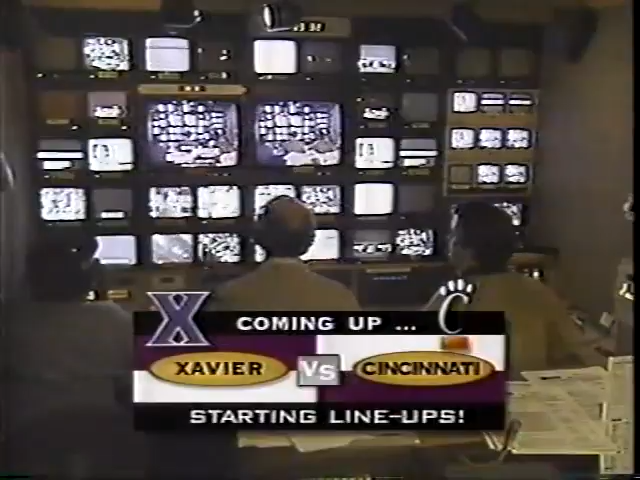 X
COMING UP ...
C
XAVIER
Vs
CINCINNATI
STARTING LINE-UPS!